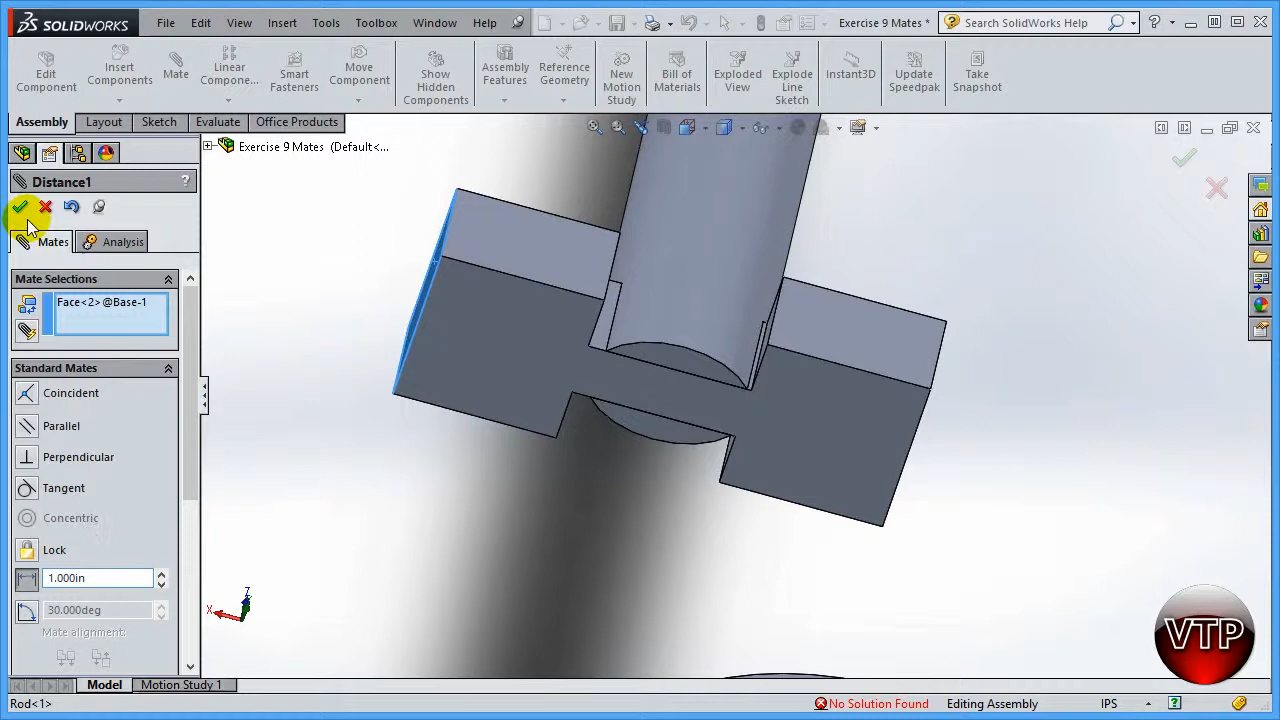 SOLIDWORKS File Edit View Insert Tools Toolbox Window Help Exercise 9 Mates * Search SolidWorks Help
Edit Component
Insert Components
Mate
Linear Compone...
Smart Fasteners
Move Component
Show Hidden Components
Assembly Features
Reference Geometry
New Motion Study
Bill of Materials
Exploded View
Explode Line Sketch
Instant3D
Update Speedpak
Take Snapshot
Assembly Layout Sketch Evaluate Office Products
Exercise 9 Mates (Default<...
Distance1 ?
Mates Analysis
Mate Selections
Face<2>@Base-1
Standard Mates
Coincident
Parallel
Perpendicular
Tangent
Concentric
Lock
1.000in
30.000deg
Mate alignment:
X
Z
VTP
Model Motion Study 1
Rod<1> No Solution Found Editing Assembly IPS ?